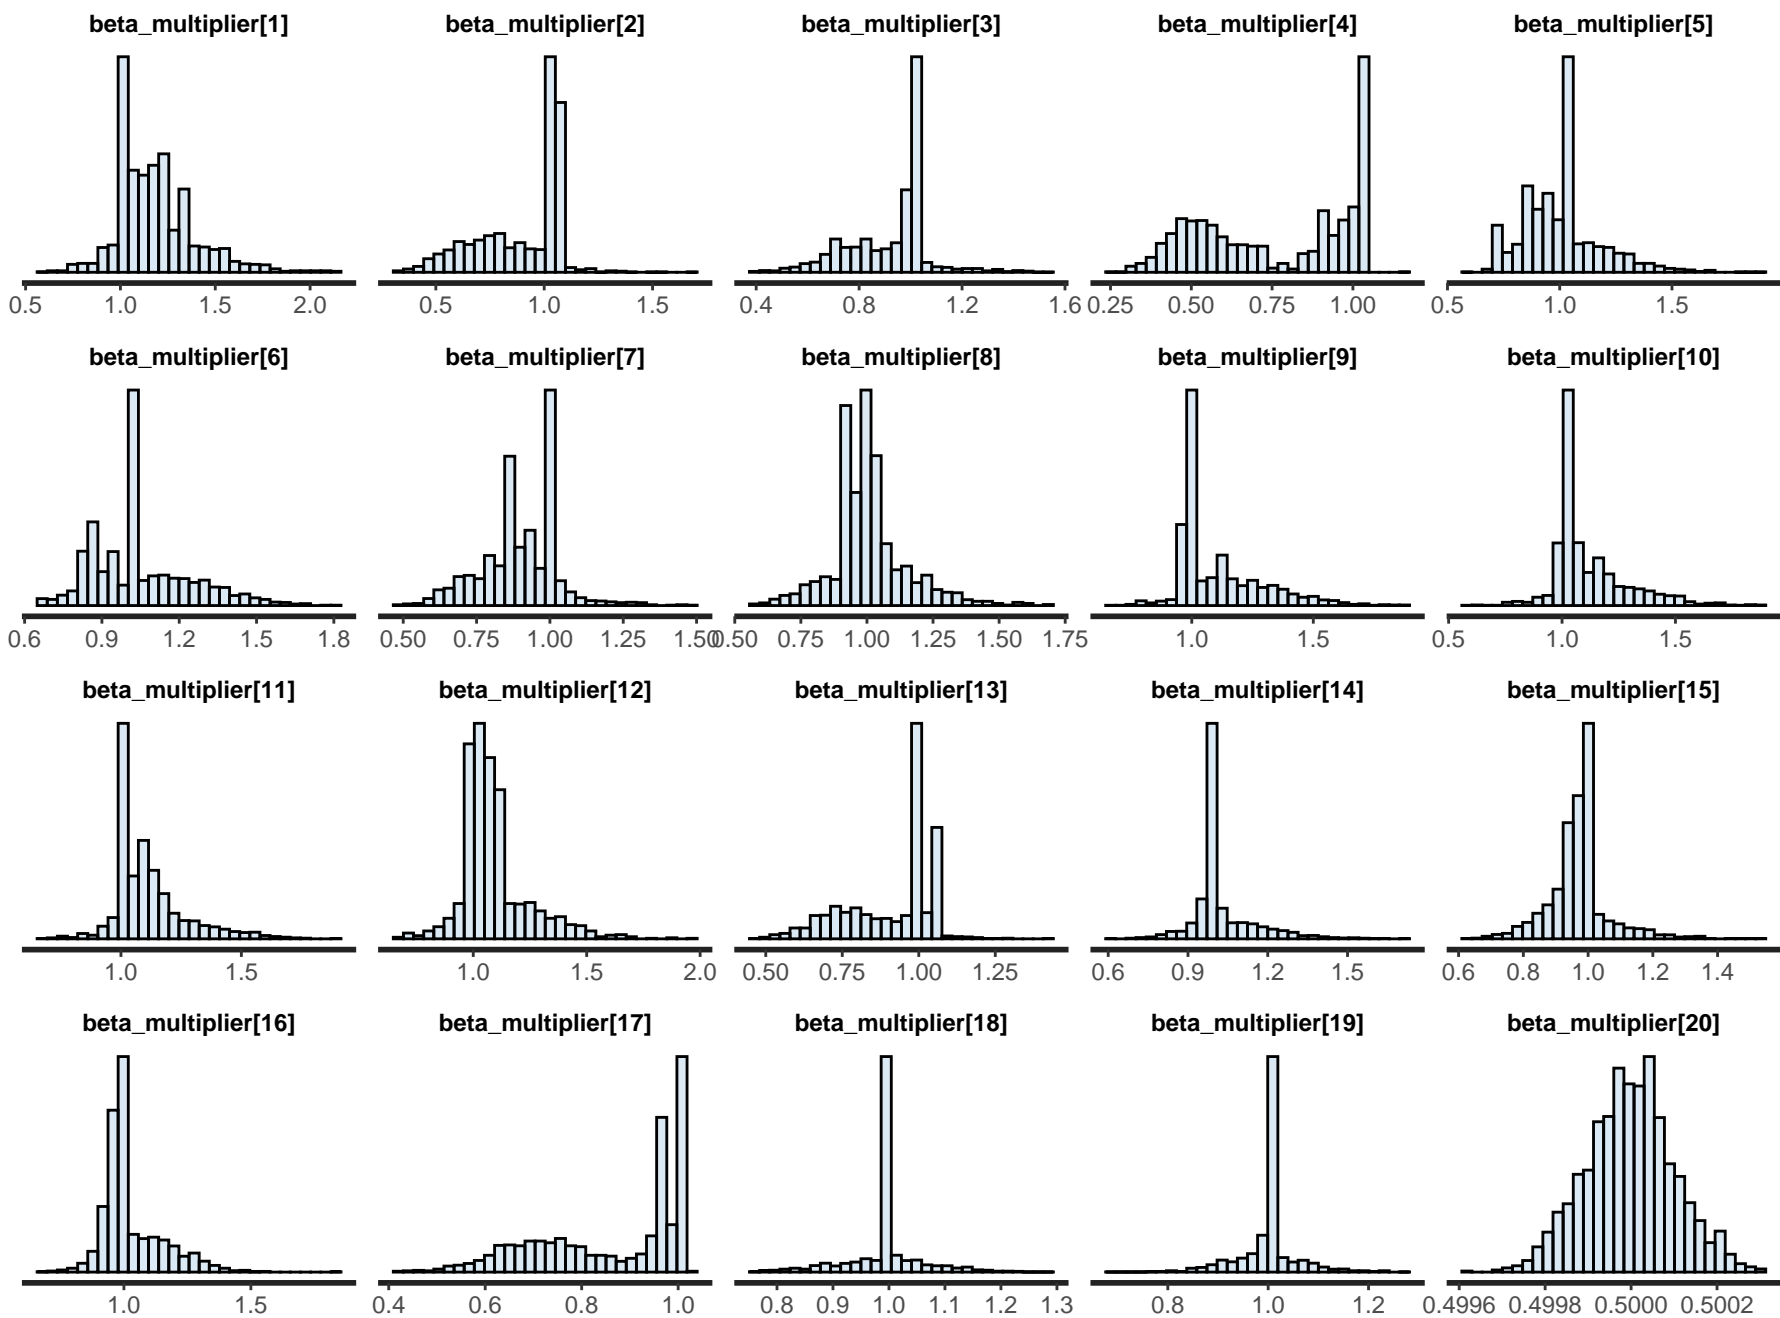 beta_multiplier[1] beta_multiplier[2] beta_multiplier[3] beta_multiplier[4] beta_multiplier[5]
0.5 1.0 1.5 2.0 0.5 1.0 1.5 0.4 0.8 1.2 1.6 0.25 0.50 0.75 1.00 0.5 1.0 1.5
beta_multiplier[6] beta_multiplier[7] beta_multiplier[8] beta_multiplier[9] beta_multiplier[10]
0.6 0.9 1.2 1.5 1.8 0.50 0.75 1.00 1.25 1.50 0.50 0.75 1.00 1.25 1.50 1.75 1.0 1.5 0.5 1.0 1.5
beta_multiplier[11] beta_multiplier[12] beta_multiplier[13] beta_multiplier[14] beta_multiplier[15]
1.0 1.5 1.0 1.5 2.0 0.50 0.75 1.00 1.25 0.6 0.9 1.2 1.5 0.6 0.8 1.0 1.2 1.4
beta_multiplier[16] beta_multiplier[17] beta_multiplier[18] beta_multiplier[19] beta_multiplier[20]
1.0 1.5 0.4 0.6 0.8 1.0 0.8 0.9 1.0 1.1 1.2 1.3 0.8 1.0 1.2 0.4996 0.4998 0.5000 0.5002